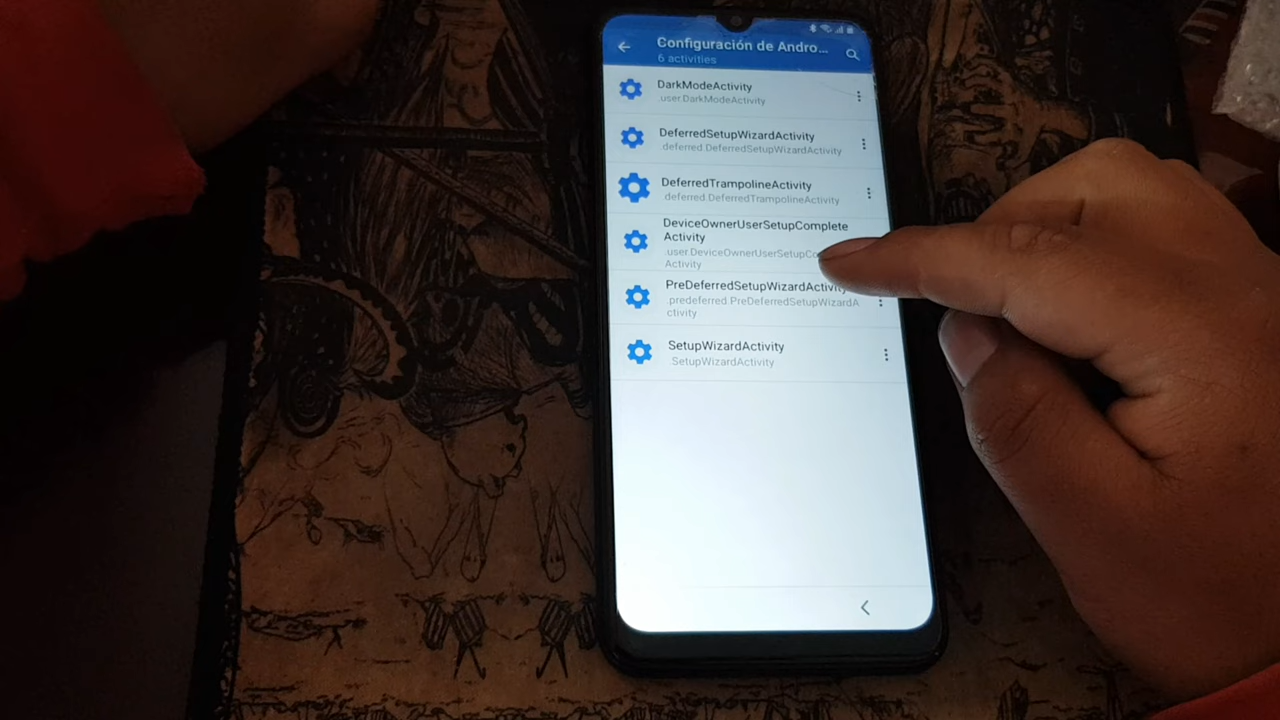 Configuración de Andro...
6 activities
DarkModeActivity
.user.DarkModeActivity
DeferredSetupWizardActivity
.deferred.DeferredSetupWizardActivity
DeferredTrampolineActivity
.deferred.DeferredTrampolineActivity
DeviceOwnerUserSetupComplete
Activity
.user.DeviceOwnerUserSetupCo
Activity
PreDeferredSetupWizardActivity
.predeferred.PreDeferredSetupWizardA
ctivity
SetupWizardActivity
.SetupWizardActivity